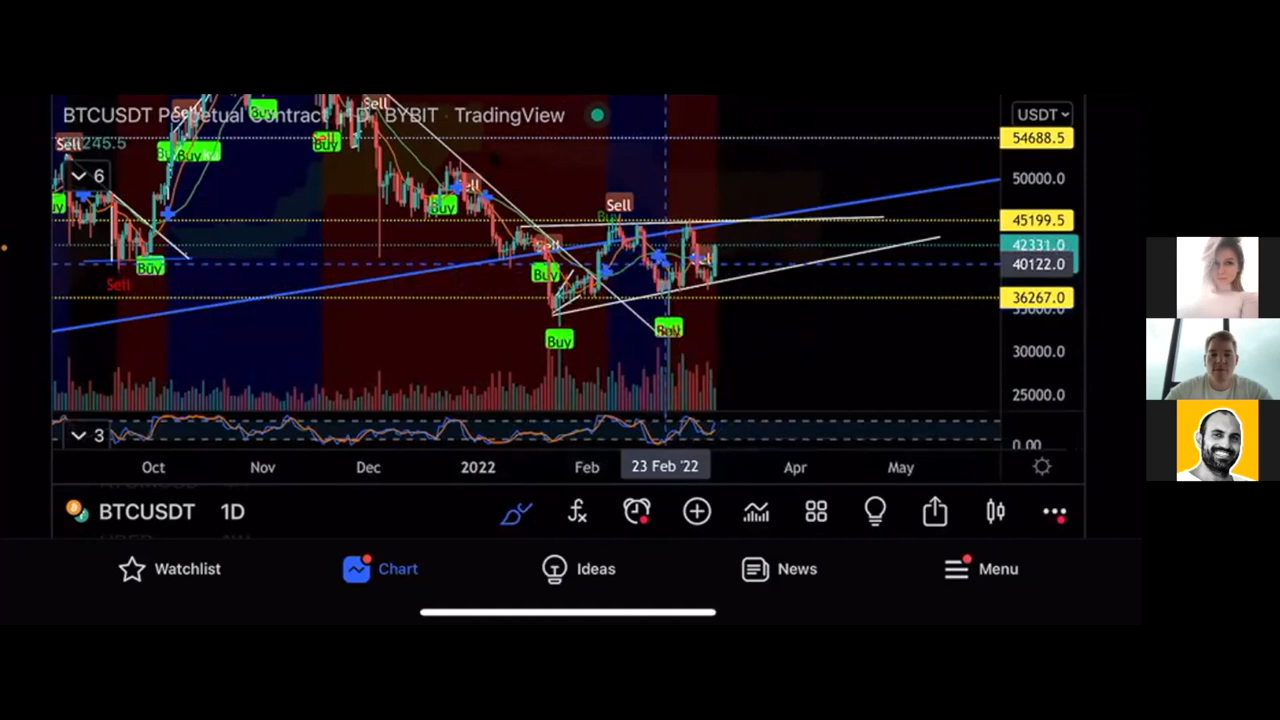 BTCUSDT Perpetual Contract · 1D · BYBIT · TradingView
USDT
Sell
245.5
Sell
Buy
Sell
Buy
54688.5
Buy
6
50000.0
Buy
Sell
45199.5
42331.0
40122.0
Buy
Buy
Sell
36267.0
35000.0
Buy
30000.0
25000.0
3
0.00
Oct
Nov
Dec
2022
Feb
23 Feb '22
Apr
May
BTCUSDT 1D
Watchlist
Chart
Ideas
News
Menu